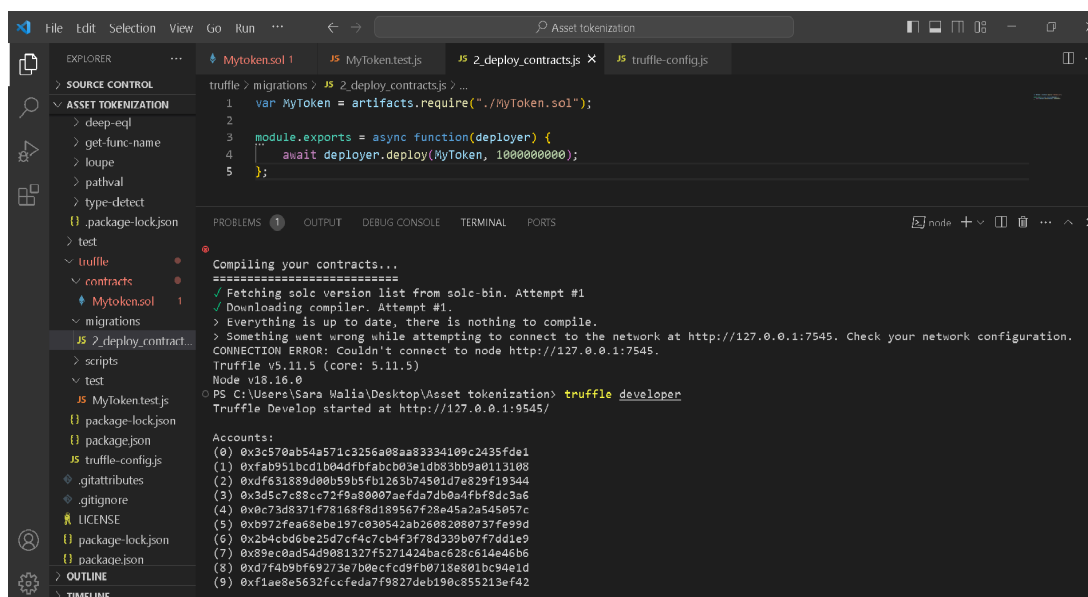 File Edit Selection View Go Run ··· Asset tokenization
EXPLORER ···
SOURCE CONTROL
ASSET TOKENIZATION
deep-eql
get-func-name
loupe
pathval
type-detect
{} .package-lock.json
test
truffle
contracts
Mytoken.sol 1
migrations
JS 2_deploy_contract...
scripts
test
JS MyToken.test.js
{} package-lock.json
{} package.json
JS truffle-config.js
.gitattributes
.gitignore
LICENSE
{} package-lock.json
{} package.json
OUTLINE
TIMELINE
Mytoken.sol 1 JS MyToken.test.js JS 2_deploy_contracts.js JS truffle-config.js
truffle > migrations > JS 2_deploy_contracts.js > ...
1 var MyToken = artifacts.require("./MyToken.sol");
2
3 module.exports = async function(deployer) {
4 await deployer.deploy(MyToken, 1000000000);
5 };
PROBLEMS 1 OUTPUT DEBUG CONSOLE TERMINAL PORTS node
Compiling your contracts...
===========================
✓ Fetching solc version list from solc-bin. Attempt #1
✓ Downloading compiler. Attempt #1.
> Everything is up to date, there is nothing to compile.
> Something went wrong while attempting to connect to the network at http://127.0.0.1:7545. Check your network configuration.
CONNECTION ERROR: Couldn't connect to node http://127.0.0.1:7545.
Truffle v5.11.5 (core: 5.11.5)
Node v18.16.0
PS C:\Users\Sara Walia\Desktop\Asset tokenization> truffle developer
Truffle Develop started at http://127.0.0.1:9545/
Accounts:
(0) 0x3c570ab54a571c3256a08aa83334109c2435fde1
(1) 0xfab951bcd1b04dfbfabcb03e1db83bb9a0113108
(2) 0xdf631889d00b59b5fb1263b74501d7e829f19344
(3) 0x3d5c7c88cc72f9a80007aefda7db0a4fbf8dc3a6
(4) 0x0c73d8371f78168f8d189567f28e45a2a545057c
(5) 0xb972fea68ebe197c030542ab26082080737fe99d
(6) 0x2b4cbd6be25d7cf4c7cb4f3f78d339b07f7dd1e9
(7) 0x89ec0ad54d9081327f5271424bac628c614e46b6
(8) 0xd7f4b9bf69273e7b0ecfcd9fb0718e801bc94e1d
(9) 0xf1ae8e5632fccfeda7f9827deb190c855213ef42